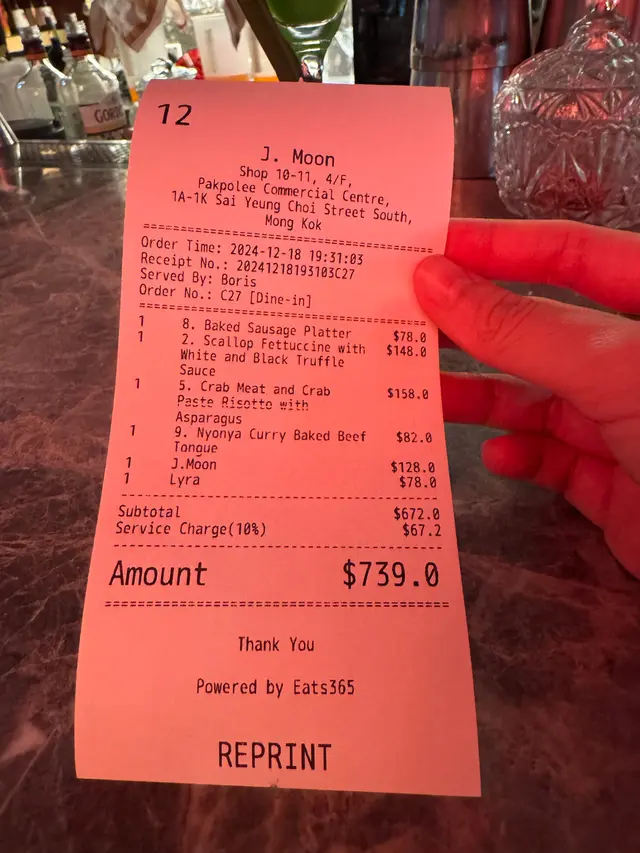 GORDO
12
J. Moon
Shop 10-11, 4/F,
Pakpolee Commercial Centre,
1A-1K Sai Yeung Choi Street South,
Mong Kok
Order Time: 2024-12-18 19:31:03
Receipt No.: 20241218193103C27
Served By: Boris
Order No.: C27 [Dine-in]
1 8. Baked Sausage Platter $78.0
1 2. Scallop Fettuccine with $148.0
White and Black Truffle
Sauce
1 5. Crab Meat and Crab $158.0
Paste Risotto with
Asparagus
1 9. Nyonya Curry Baked Beef $82.0
Tongue
1 J.Moon $128.0
1 Lyra $78.0
Subtotal $672.0
Service Charge(10%) $67.2
Amount $739.0
Thank You
Powered by Eats365
REPRINT